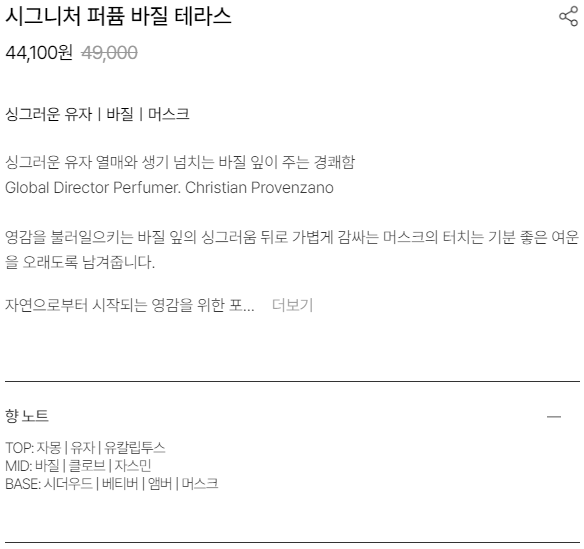 시그니처 퍼퓸 바질 테라스
44,100원 49,000
싱그러운 유자 | 바질 | 머스크
싱그러운 유자 열매와 생기 넘치는 바질 잎이 주는 경쾌함
Global Director Perfumer. Christian Provenzano
영감을 불러일으키는 바질 잎의 싱그러움 뒤로 가볍게 감싸는 머스크의 터치는 기분 좋은 여운
을 오래도록 남겨줍니다.
자연으로부터 시작되는 영감을 위한 포... 더보기
향 노트
TOP: 자몽 | 유자 | 유칼립투스
MID: 바질 | 클로브 | 자스민
BASE: 시더우드 | 베티버 | 앰버 | 머스크